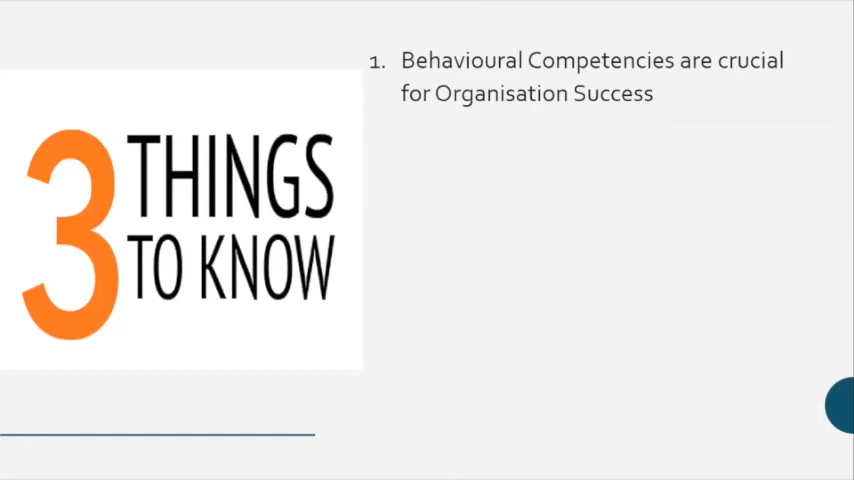 1. Behavioural Competencies are crucial
for Organisation Success
3 THINGS
TO KNOW